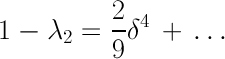 1 − λ₂ = 2/9 δ⁴ + …